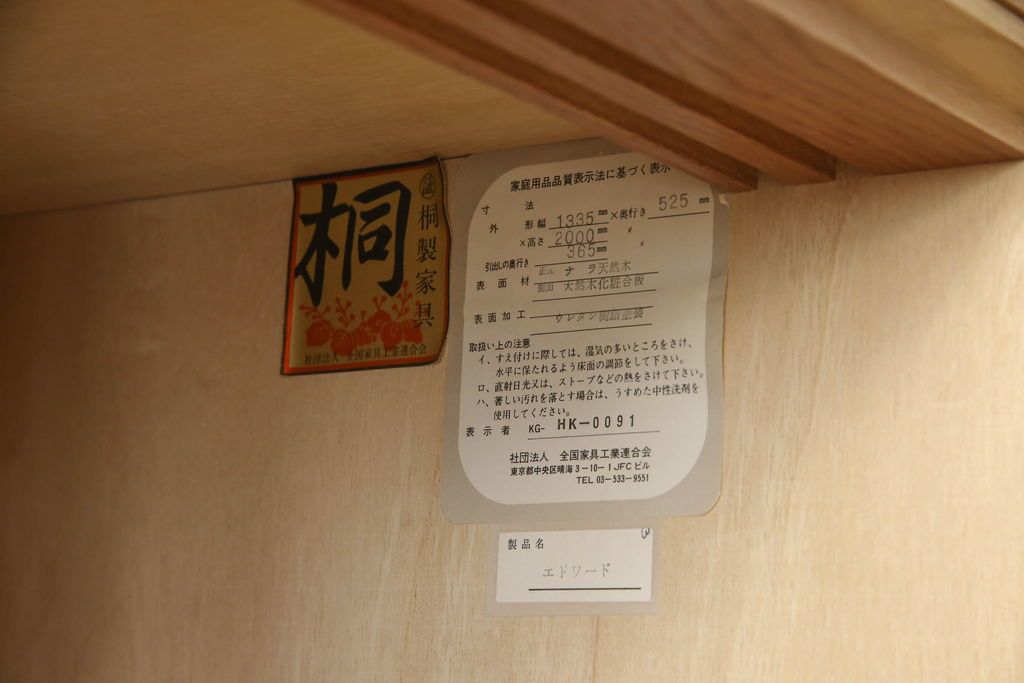 桐
証
桐製家具
社団法人 全国家具工業連合会
家庭用品品質表示法に基づく表示
寸法
外形幅 1335mm×奥行き 525mm
×高さ 2000mm 〃
引出しの奥行き 365mm 〃
表面材 正面 ナラ天然木
側面 天然木化粧合板
表面加工 ウレタン樹脂塗装
取扱い上の注意
イ、すえ付けに際しては、湿気の多いところをさけ、
水平に保たれるよう床面の調節をして下さい。
ロ、直射日光又は、ストーブなどの熱をさけて下さい。
ハ、著しい汚れを落とす場合は、うすめた中性洗剤を
使用してください。
表示者 KG- HK-0091
社団法人 全国家具工業連合会
東京都中央区晴海3-10-1JFCビル
TEL 03-533-9551
製品名
エドワード